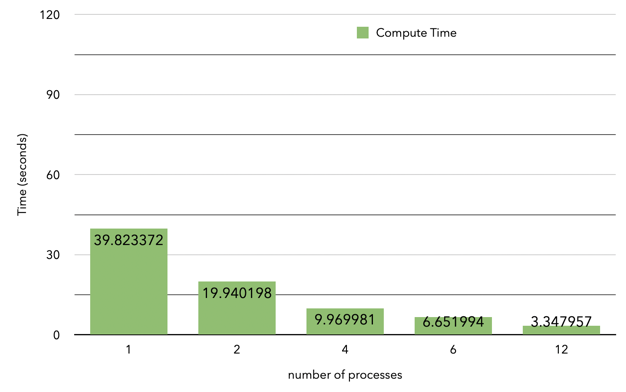 120
Compute Time
90
60
30
0
Time (seconds)
39.823372
19.940198
9.969981
6.651994
3.347957
1 2 4 6 12
number of processes